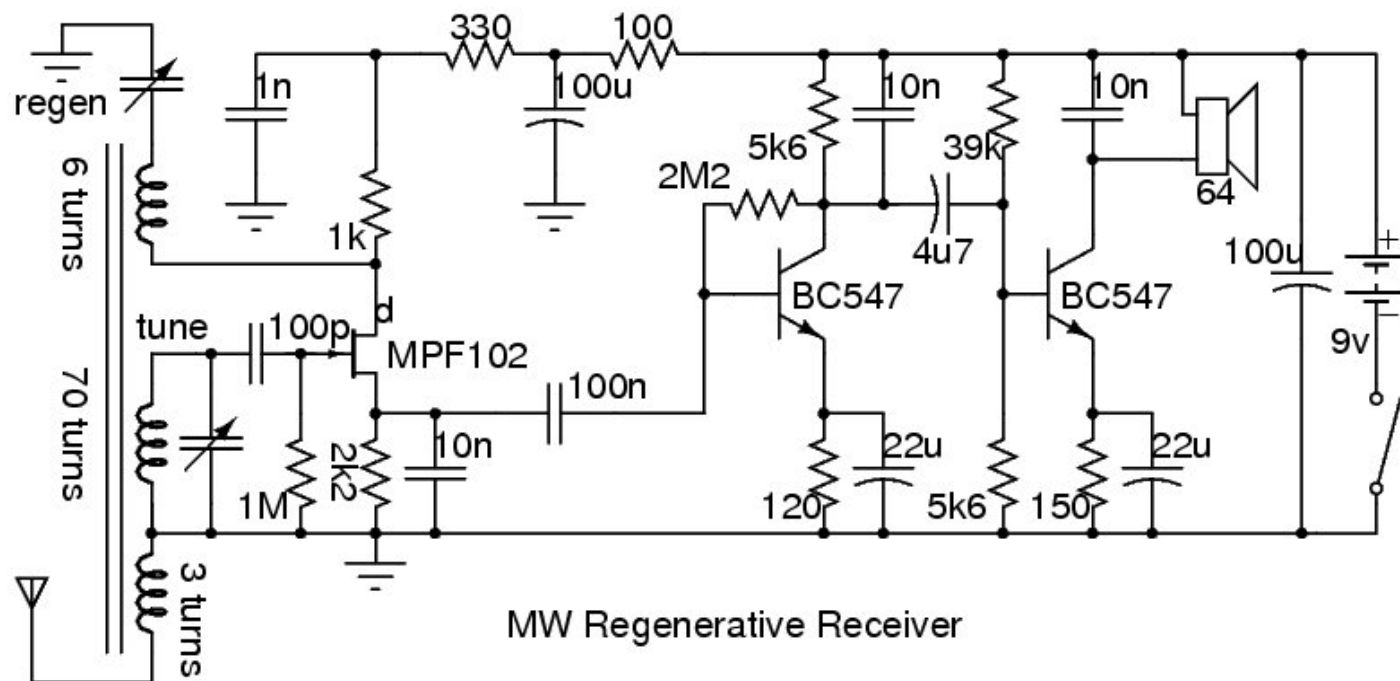 330
100
regen
1n
100u
10n
10n
6 turns
5k6
39k
2M2
1k
64
4u7
100u
+
d
BC547
BC547
tune
100p
MPF102
−
9v
70 turns
100n
10n
22u
22u
2k2
1M
120
5k6
150
3 turns
MW Regenerative Receiver